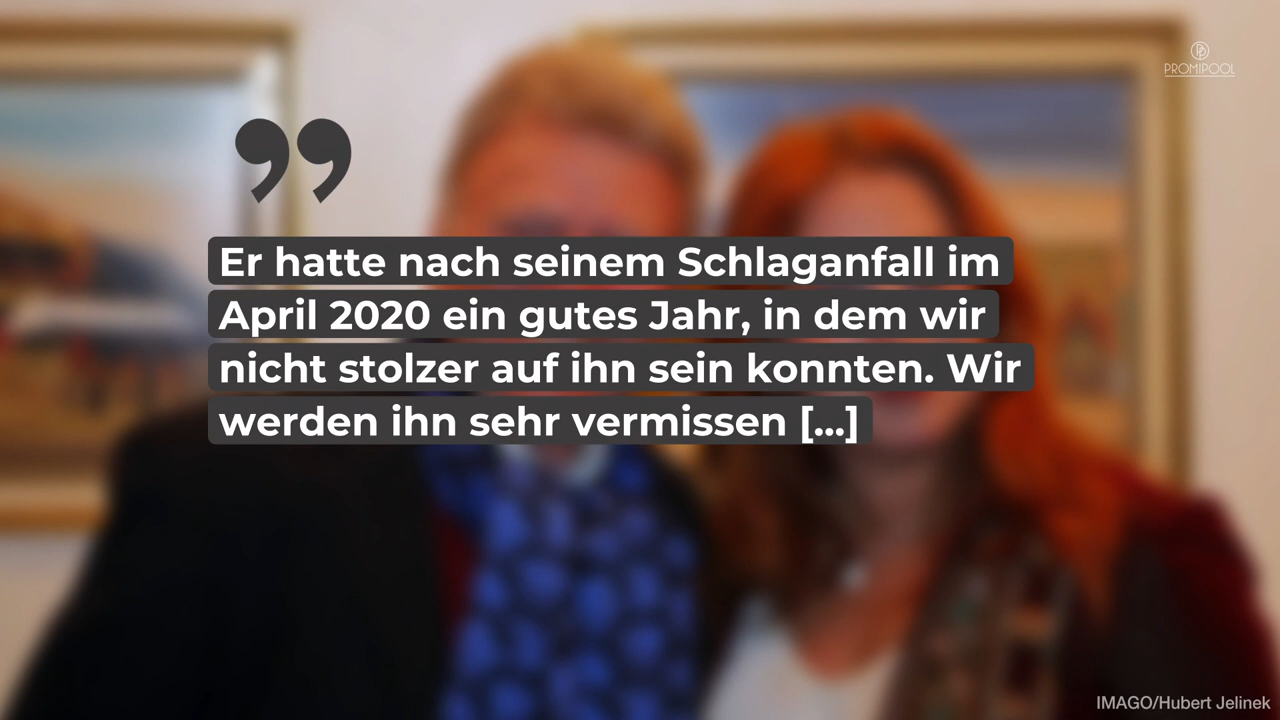 PROMIPOOL
”
Er hatte nach seinem Schlaganfall im
April 2020 ein gutes Jahr, in dem wir
nicht stolzer auf ihn sein konnten. Wir
werden ihn sehr vermissen [...]
IMAGO/Hubert Jelinek